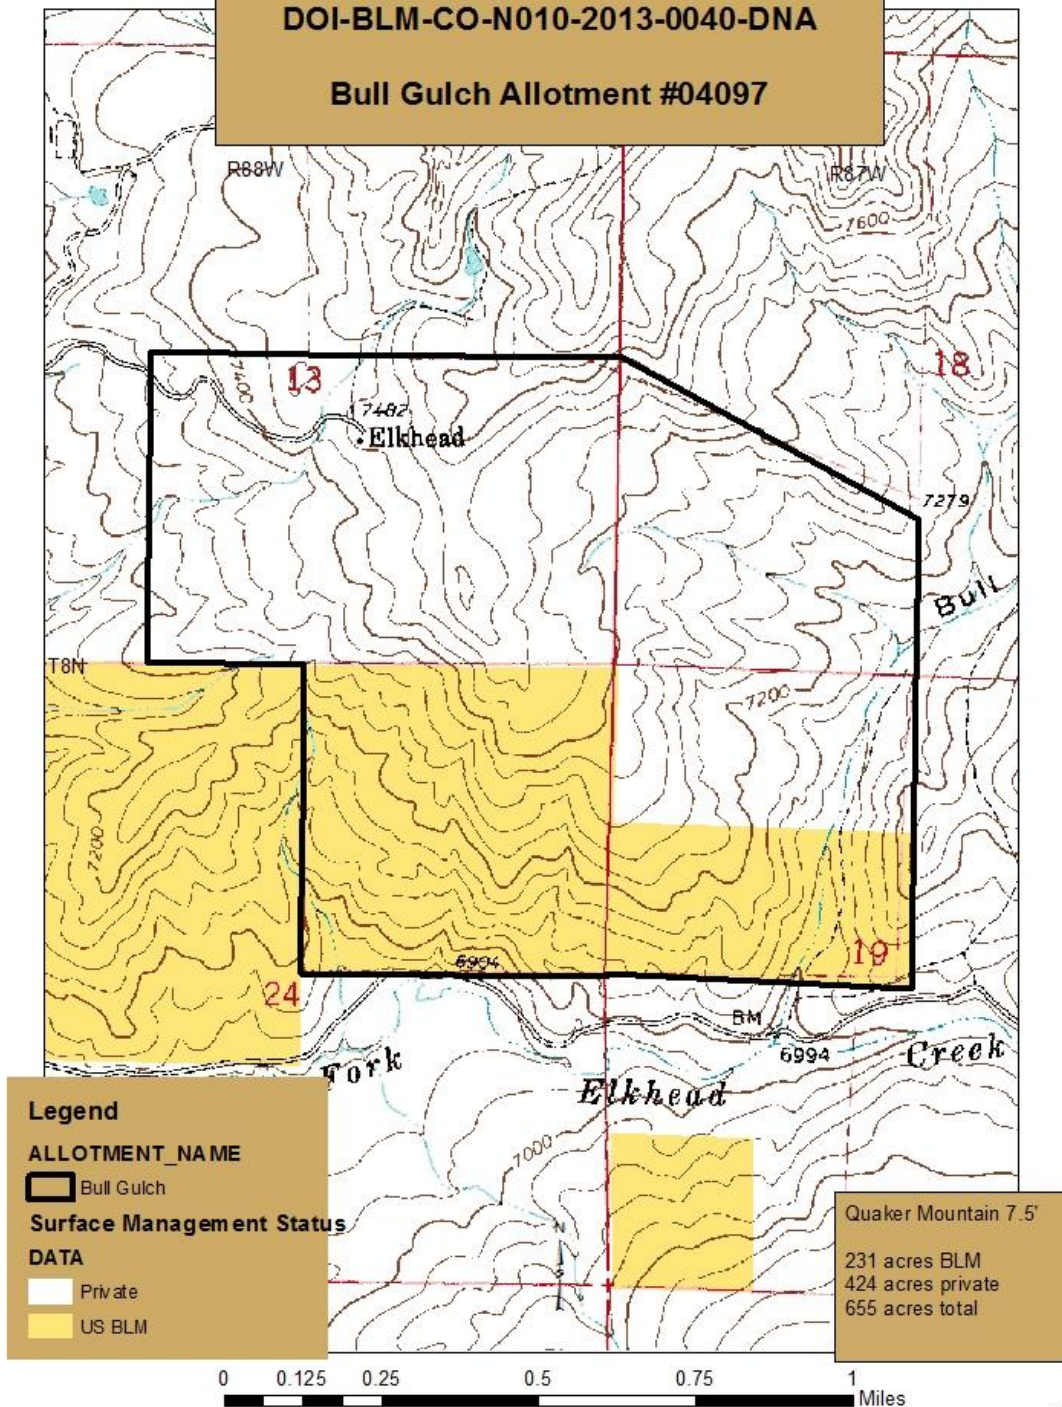 DOI-BLM-CO-N010-2013-0040-DNA
Bull Gulch Allotment #04097
R88W
R87W
7600
18
13
7400
7482
Elkhead
7279
Bull
T8N
7200
7200
19
6994
24
BM
6994
Fork
Elkhead
Creek
7000
N
Legend
ALLOTMENT_NAME
Bull Gulch
Surface Management Status
DATA
Private
US BLM
Quaker Mountain 7.5'
231 acres BLM
424 acres private
655 acres total
0 0.125 0.25 0.5 0.75 1
Miles